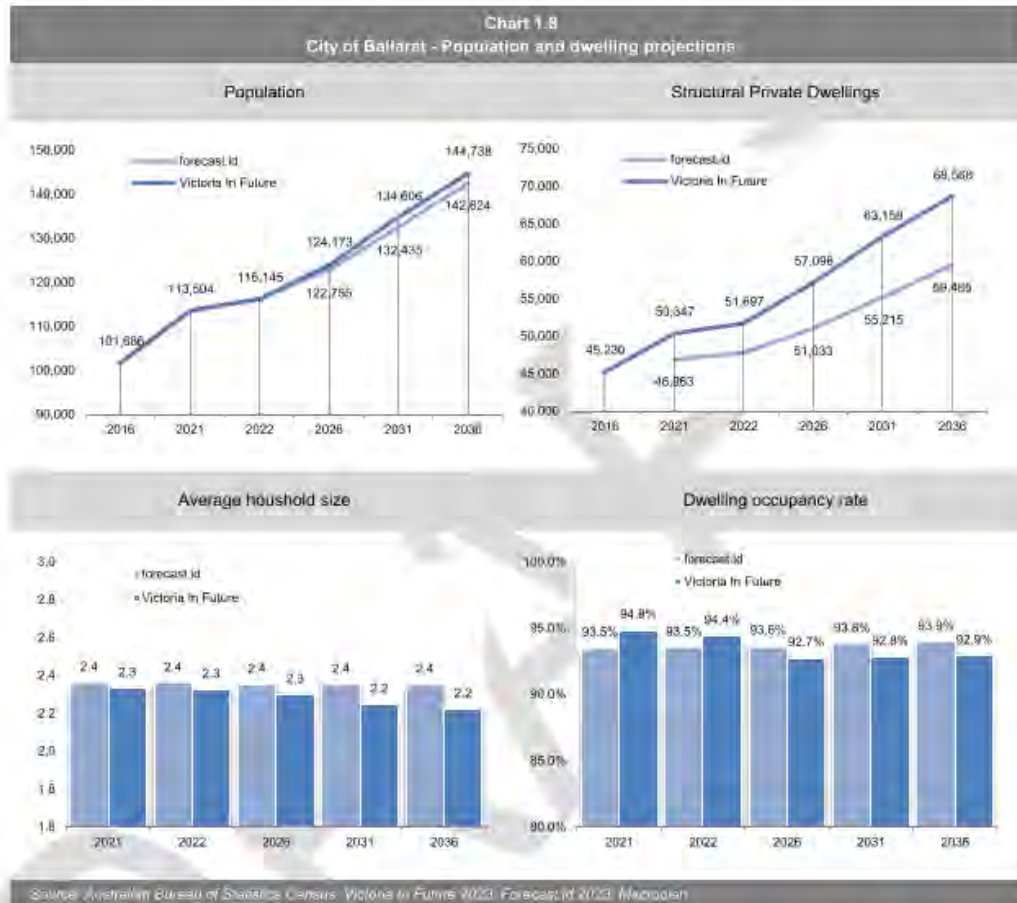 Chart 1.8
City of Ballarat - Population and dwelling projections
Population
Structural Private Dwellings
150,000
140,000
130,000
120,000
110,000
100,000
90,000
forecast.id
Victoria In Future
101,686
113,504
116,145
124,173
122,755
134,606
132,435
144,738
142,624
2016 2021 2022 2026 2031 2036
75,000
70,000
65,000
60,000
55,000
50,000
45,000
40,000
forecast.id
Victoria In Future
45,230
50,347
46,863
51,697
57,098
51,033
63,158
55,215
68,568
2016 2021 2022 2026 2031 2036
Average houshold size
Dwelling occupancy rate
3.0
2.8
2.6
2.4
2.2
2.0
1.8
1.8
forecast.id
Victoria In Future
2.4 2.3 2.4 2.3 2.4 2.3 2.4 2.2 2.4 2.2
2021 2022 2026 2031 2036
100.0%
95.0%
90.0%
85.0%
80.0%
forecast.id
Victoria In Future
93.5% 94.8% 93.5% 94.4% 93.6% 92.7% 93.8% 92.8% 93.9% 92.9%
2021 2022 2026 2031 2036
Source: Australian Bureau of Statistics Census, Victoria In Future 2023, Forecast.id 2023, Macroplan